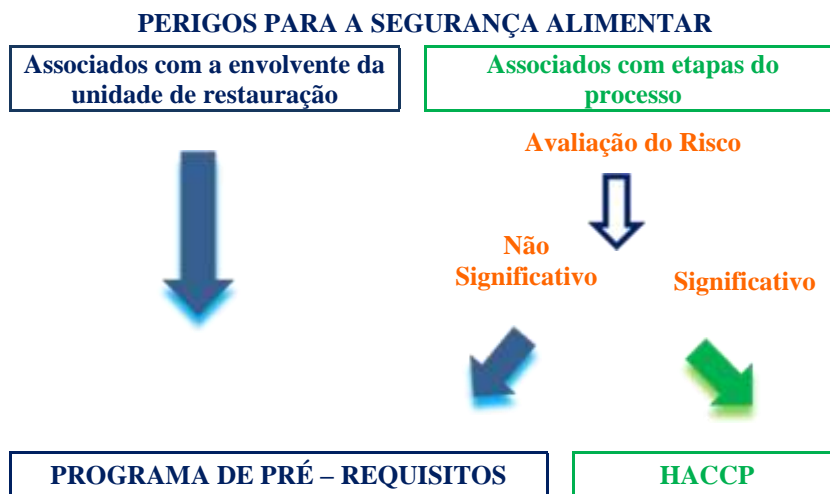 PERIGOS PARA A SEGURANÇA ALIMENTAR
Associados com a envolvente da
unidade de restauração
Associados com etapas do
processo
Avaliação do Risco
Não
Significativo
Significativo
PROGRAMA DE PRÉ – REQUISITOS
HACCP